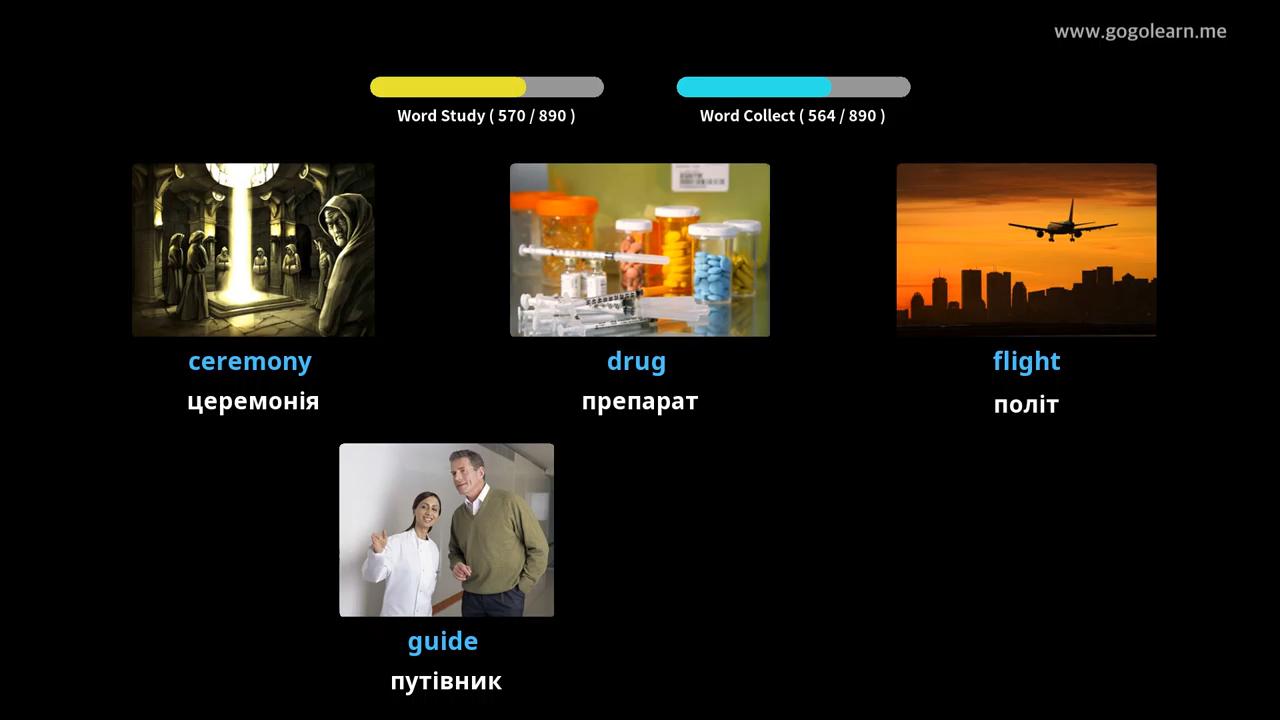 www.gogolearn.me
Word Study ( 570 / 890 )
Word Collect ( 564 / 890 )
ceremony
drug
flight
церемонія
препарат
політ
guide
путівник